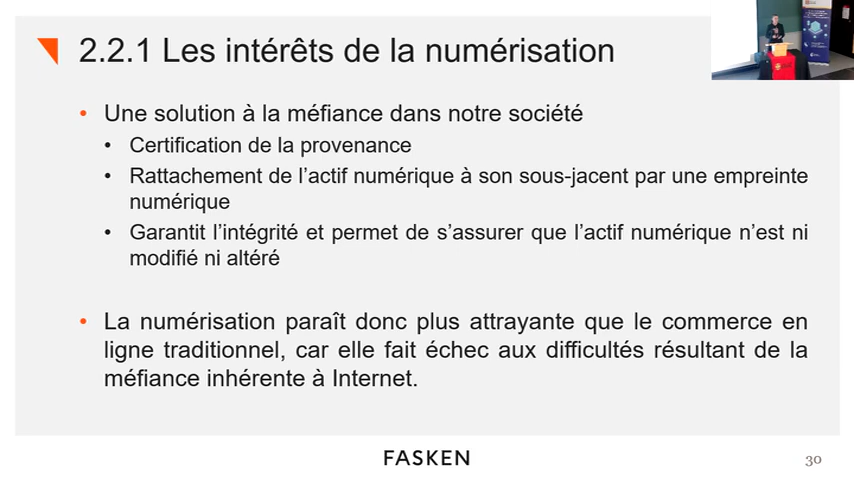 2.2.1 Les intérêts de la numérisation
• Une solution à la méfiance dans notre société
• Certification de la provenance
• Rattachement de l’actif numérique à son sous-jacent par une empreinte
numérique
• Garantit l’intégrité et permet de s’assurer que l’actif numérique n’est ni
modifié ni altéré
• La numérisation paraît donc plus attrayante que le commerce en
ligne traditionnel, car elle fait échec aux difficultés résultant de la
méfiance inhérente à Internet.
FASKEN
30